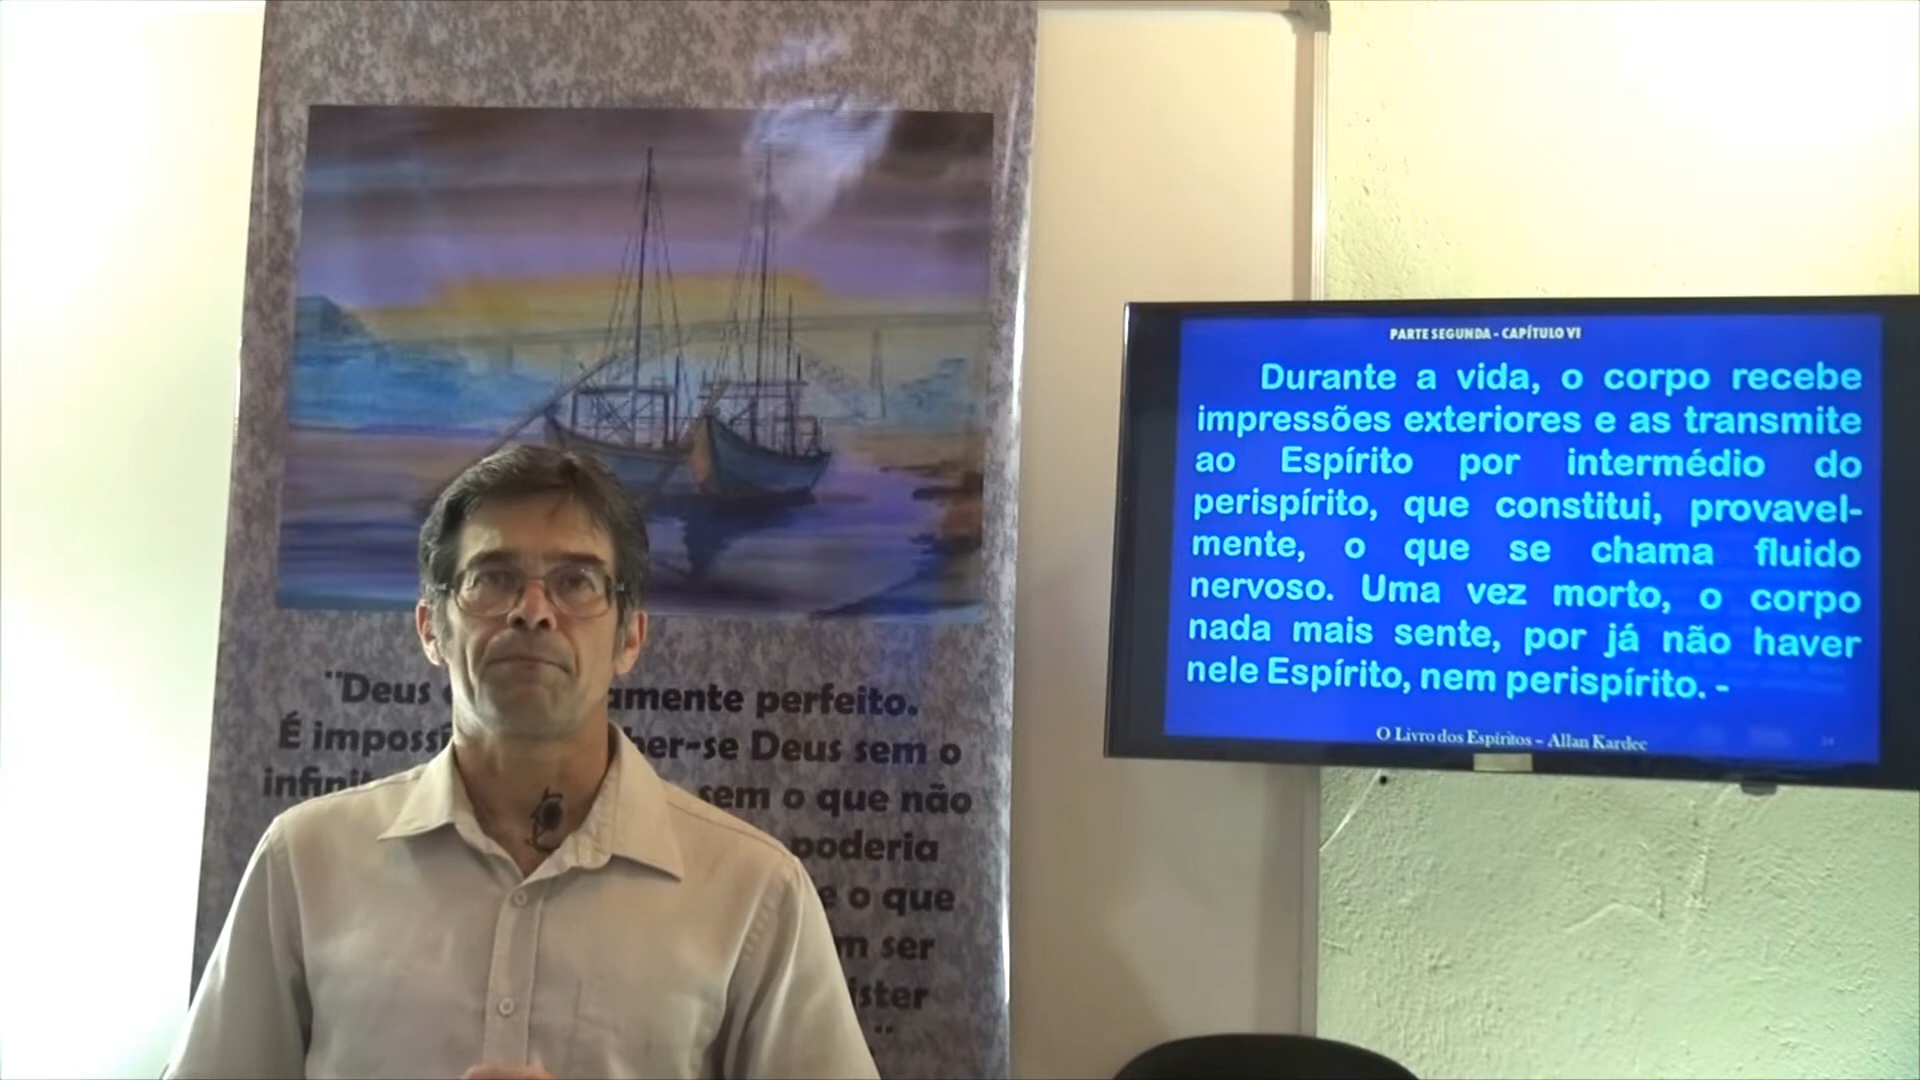 ¨Deus amente perfeito.
É imposs ber-se Deus sem o
infini sem o que não
poderia
e o que
m ser
ister
¨
PARTE SEGUNDA - CAPÍTULO VI
Durante a vida, o corpo recebe
impressões exteriores e as transmite
ao Espírito por intermédio do
perispírito, que constitui, provavel-
mente, o que se chama fluido
nervoso. Uma vez morto, o corpo
nada mais sente, por já não haver
nele Espírito, nem perispírito. -
O Livro dos Espíritos – Allan Kardec